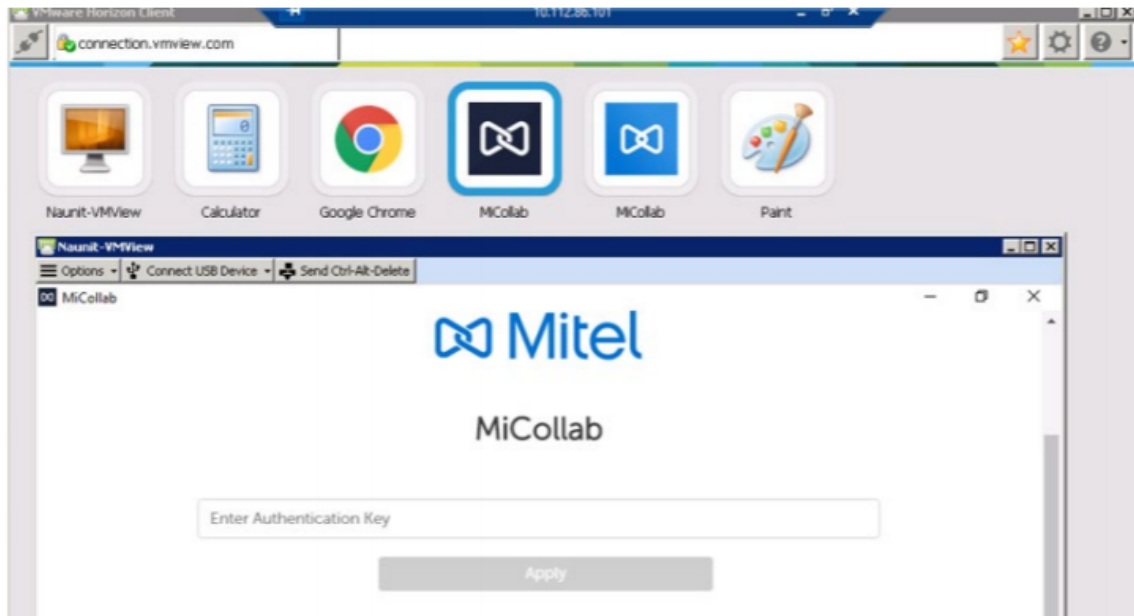 VMware Horizon Client
10.112.86.101
connection.vmview.com
Naunit-VMView
Calculator
Google Chrome
MiCollab
MiCollab
Paint
Naunit-VMView
Options Connect USB Device Send Ctrl-Alt-Delete
MiCollab
Mitel
MiCollab
Enter Authentication Key
Apply